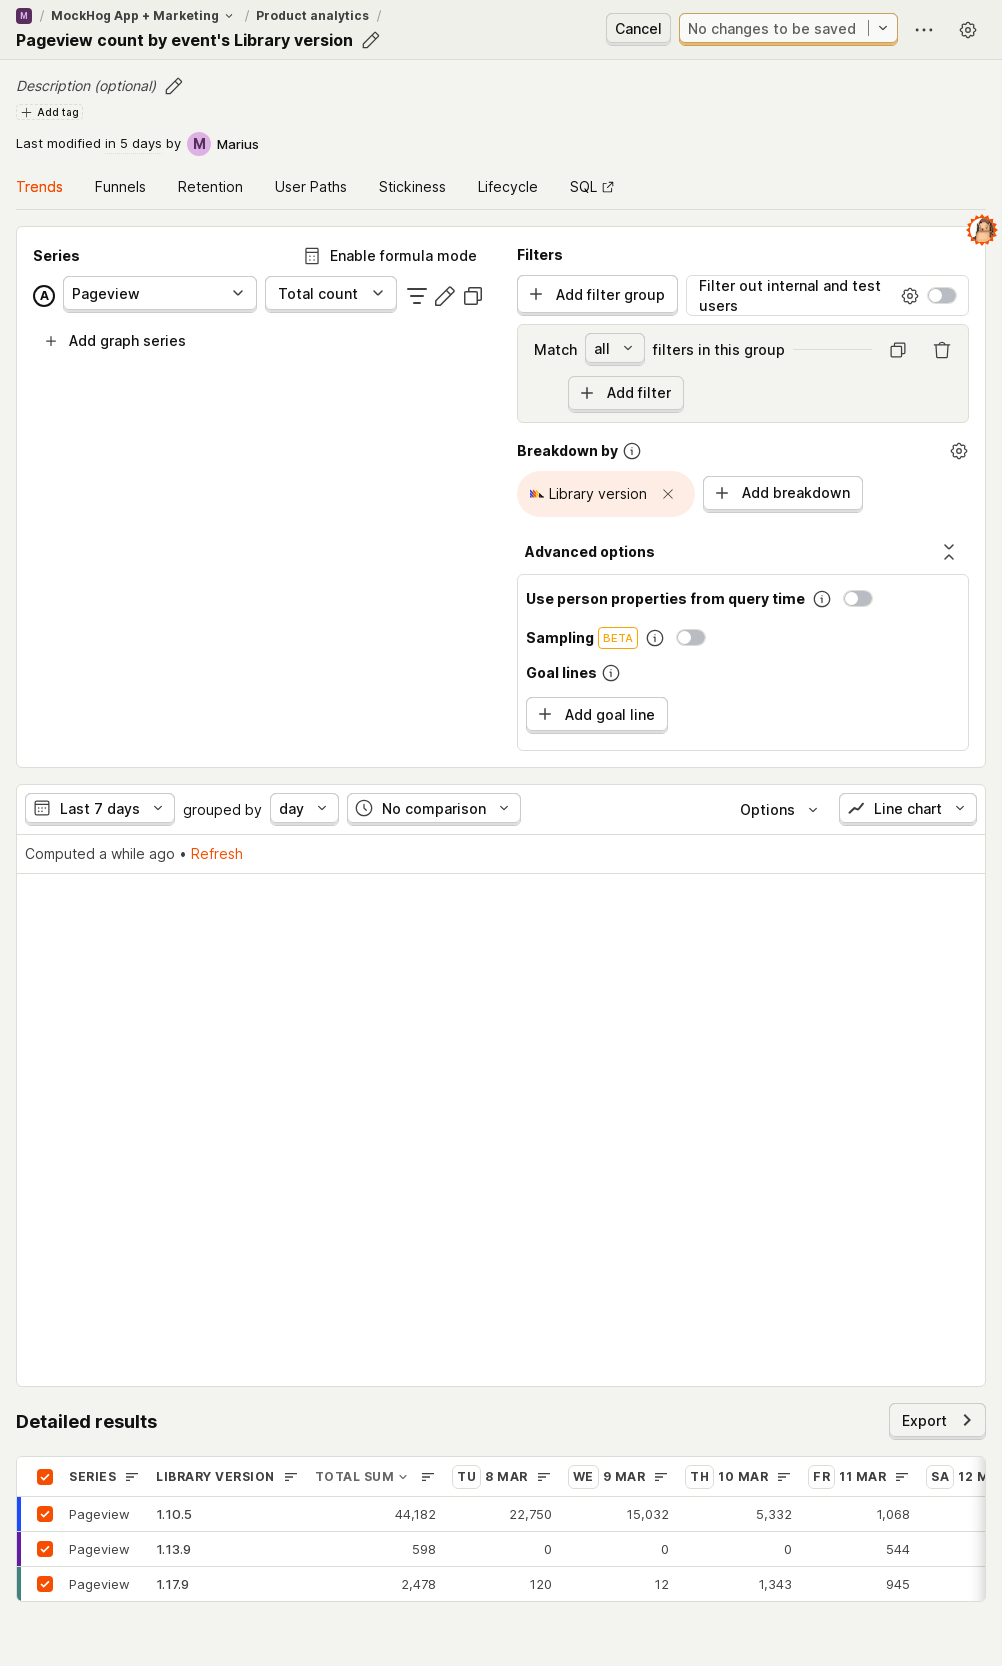 M / MockHog App + Marketing / Product analytics /
Pageview count by event's Library version
Cancel
No changes to be saved
Description (optional)
Add tag
Last modified in 5 days by M Marius
Trends Funnels Retention User Paths Stickiness Lifecycle SQL
Series
Enable formula mode
A Pageview Total count
Add graph series
Filters
Add filter group
Filter out internal and test
users
Match all filters in this group
Add filter
Breakdown by
Library version
Add breakdown
Advanced options
Use person properties from query time
Sampling BETA
Goal lines
Add goal line
Last 7 days grouped by day No comparison Options Line chart
Computed a while ago • Refresh
Detailed results
Export
SERIES LIBRARY VERSION TOTAL SUM TU 8 MAR WE 9 MAR TH 10 MAR FR 11 MAR SA 12 M
Pageview 1.10.5 44,182 22,750 15,032 5,332 1,068
Pageview 1.13.9 598 0 0 0 544
Pageview 1.17.9 2,478 120 12 1,343 945